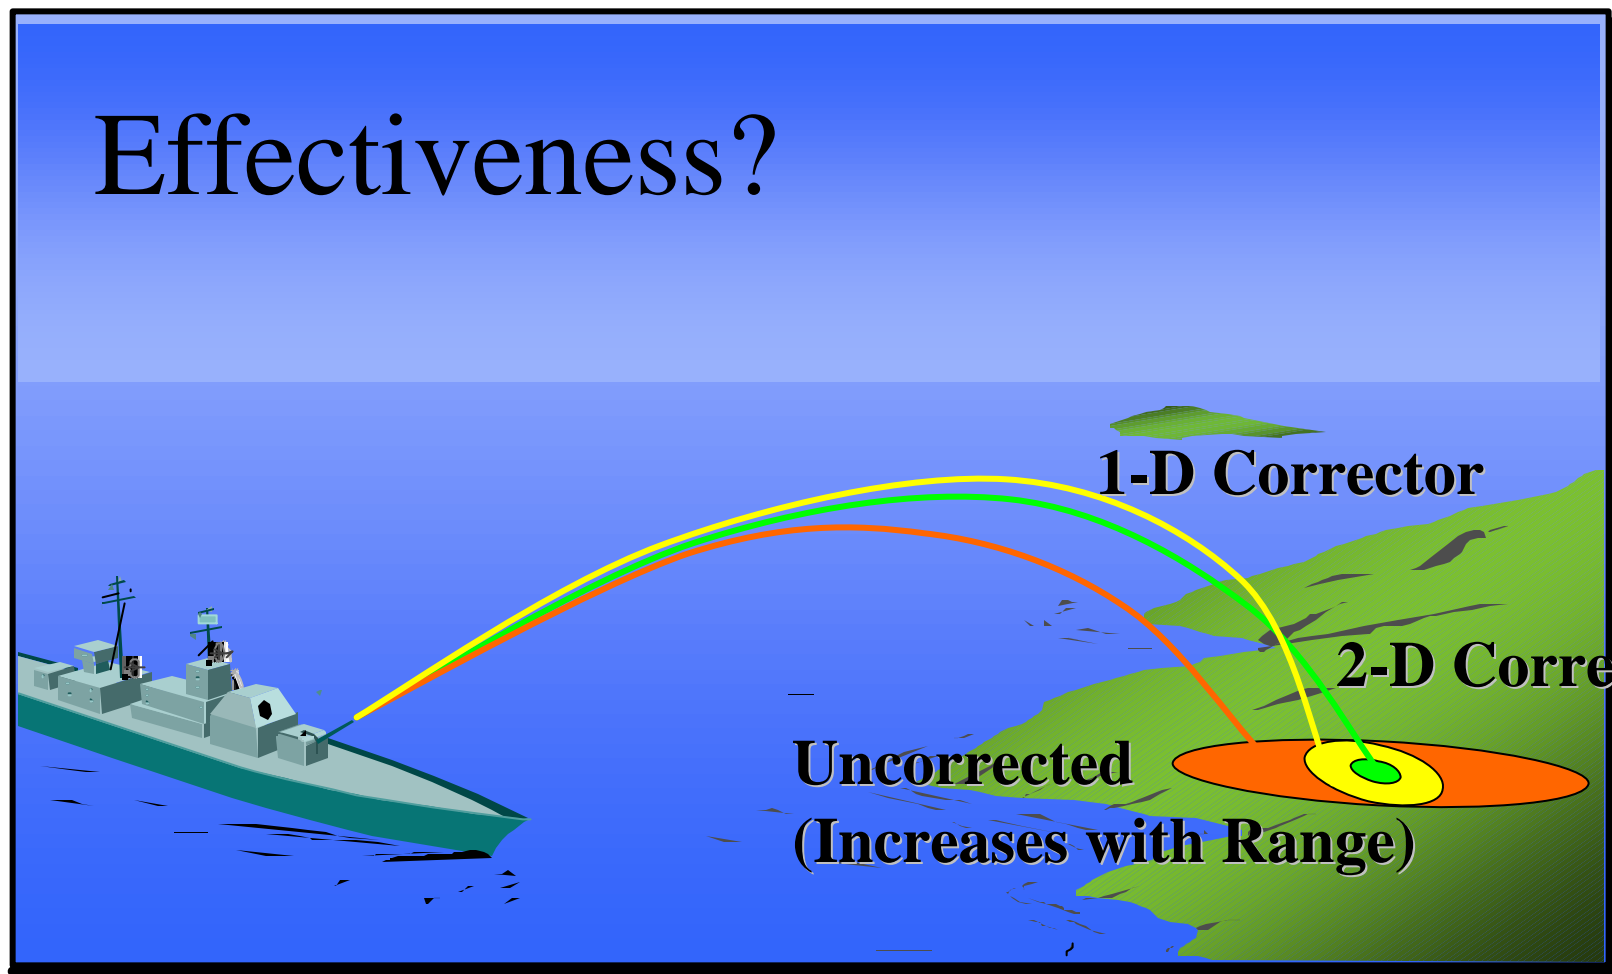 Effectiveness?
1-D Corrector
2-D Corre
Uncorrected
(Increases with Range)